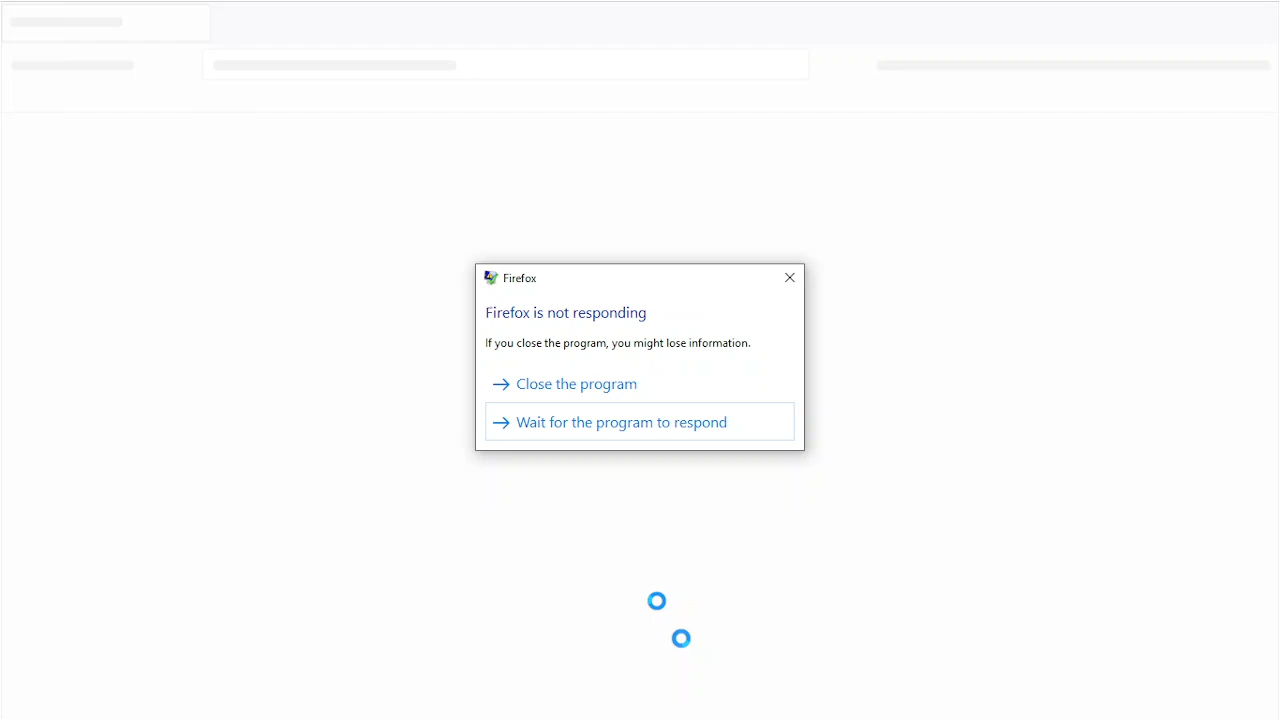 Firefox
Firefox is not responding
If you close the program, you might lose information.
Close the program
Wait for the program to respond